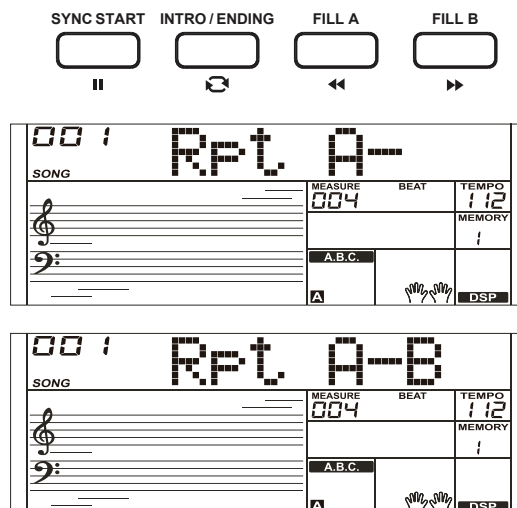 SYNC START INTRO / ENDING FILL A FILL B
001 Rpt. A-
SONG
MEASURE BEAT TEMPO
004 112
MEMORY
1
A.B.C.
A DSP
001 Rpt. A-B
SONG
MEASURE BEAT TEMPO
004 112
MEMORY
1
A.B.C.
A DSP